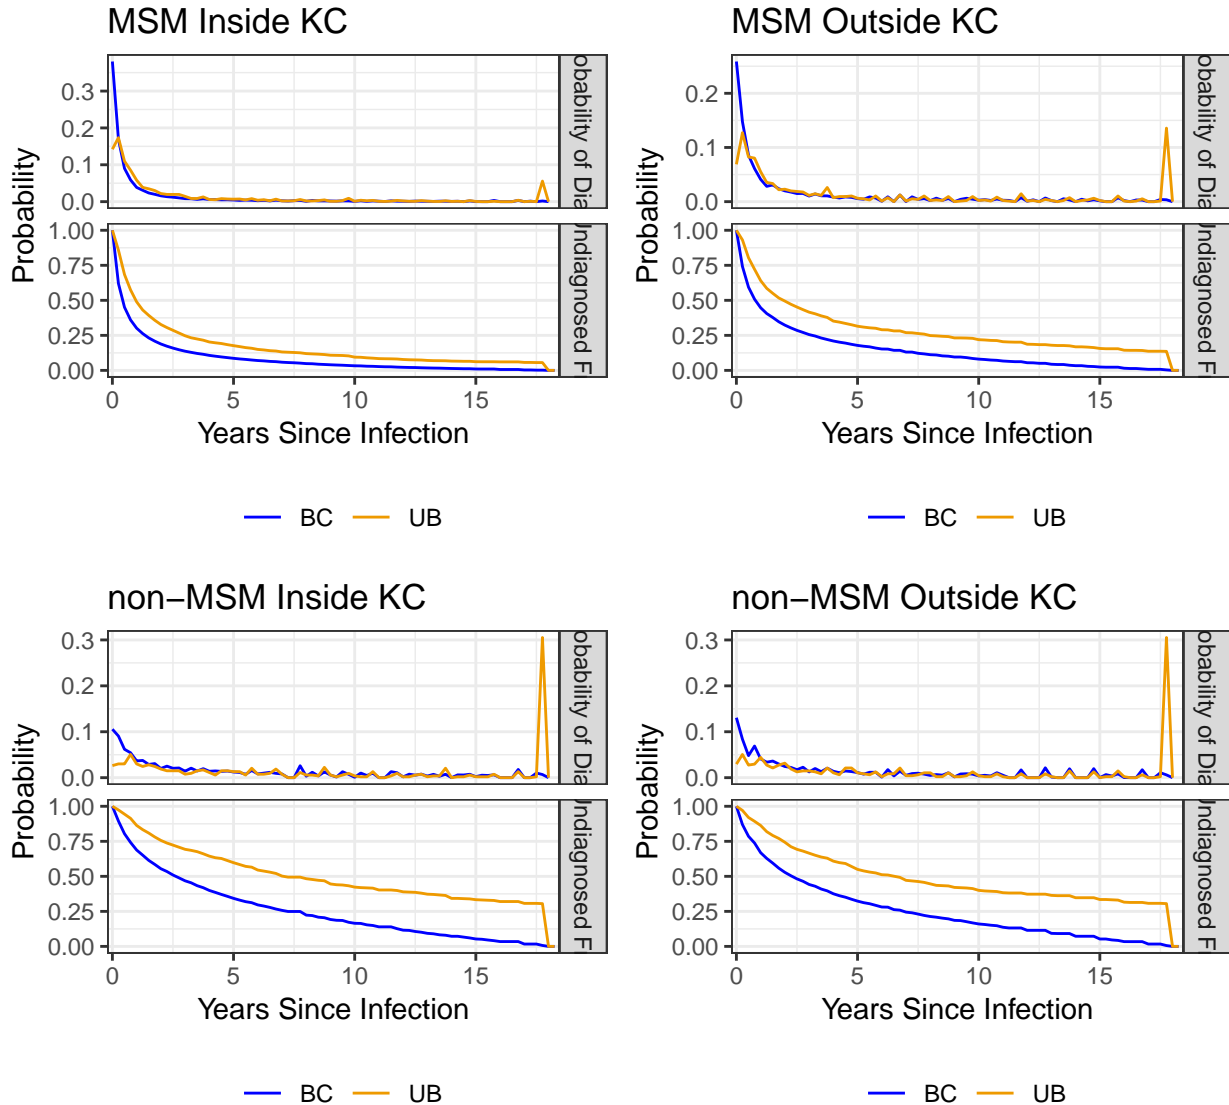 MSM Inside KC
MSM Outside KC
0.3
0.2
0.1
0.0
Probability
obability of Dia
1.00
0.75
0.50
0.25
0.00
Probability
ndiagnosed F
0 5 10 15
Years Since Infection
BC UB
0.2
0.1
0.0
Probability
obability of Dia
1.00
0.75
0.50
0.25
0.00
ndiagnosed F
0 5 10 15
Years Since Infection
BC UB
non−MSM Inside KC
non−MSM Outside KC
0.3
0.2
0.1
0.0
Probability
obability of Dia
1.00
0.75
0.50
0.25
0.00
ndiagnosed F
0 5 10 15
Years Since Infection
BC UB
0.3
0.2
0.1
0.0
Probability
obability of Dia
1.00
0.75
0.50
0.25
0.00
ndiagnosed F
0 5 10 15
Years Since Infection
BC UB